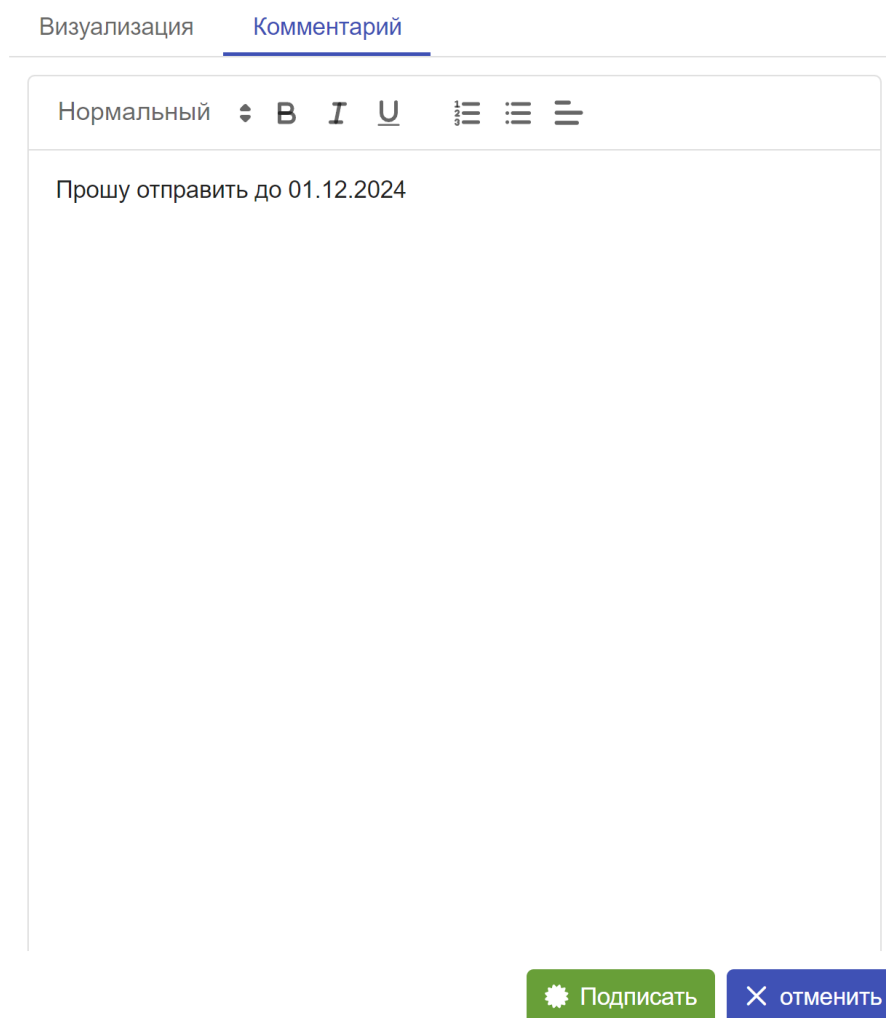 Визуализация Комментарий
Нормальный
Прошу отправить до 01.12.2024
Подписать отменить